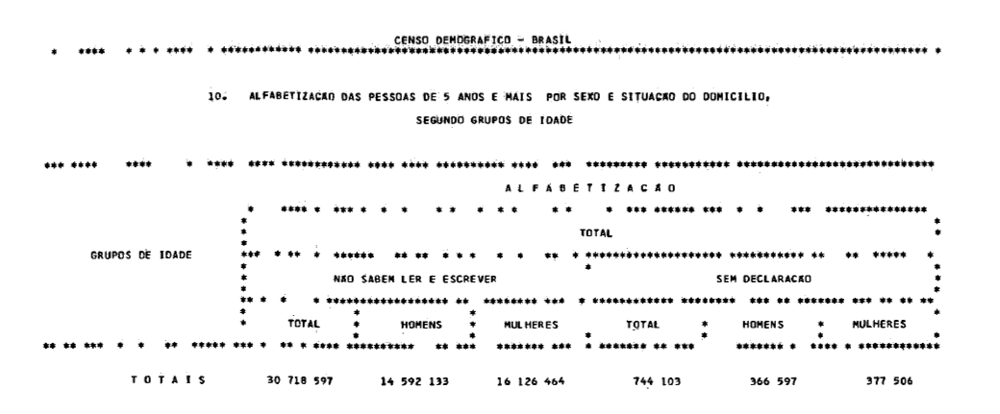 CENSO DEMOGRAFICO - BRASIL
10. ALFABETIZACAO DAS PESSOAS DE 5 ANOS E MAIS POR SEXO E SITUACAO DO DOMICILIO,
SEGUNDO GRUPOS DE IDADE
A L F A B E T I Z A C A O
TOTAL
GRUPOS DE IDADE
NÃO SABEM LER E ESCREVER SEM DECLARACAO
TOTAL HOMENS MULHERES TOTAL HOMENS MULHERES
T O T A I S 30 718 597 14 592 133 16 126 464 744 103 366 597 377 506